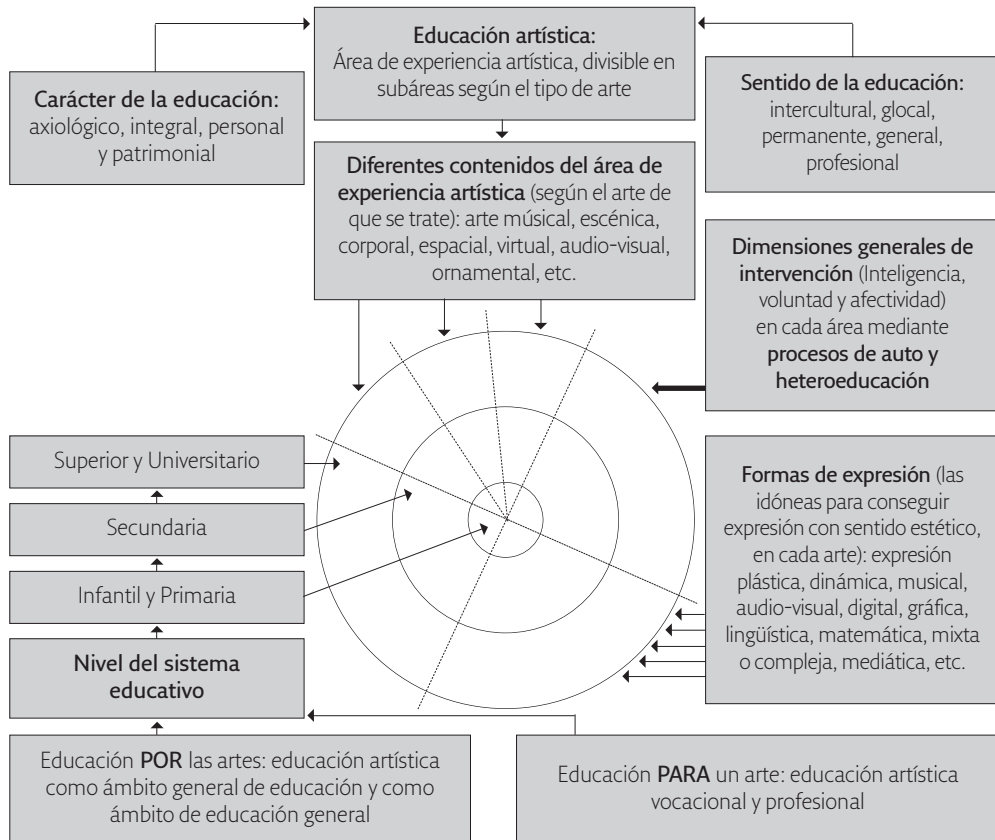 Educación artística:
Área de experiencia artística, divisible en
subáreas según el tipo de arte
Carácter de la educación:
axiológico, integral, personal
y patrimonial
Sentido de la educación:
intercultural, glocal,
permanente, general,
profesional
Diferentes contenidos del área de
experiencia artística (según el arte de
que se trate): arte músical, escénica,
corporal, espacial, virtual, audio-visual,
ornamental, etc.
Dimensiones generales de
intervención (Inteligencia,
voluntad y afectividad)
en cada área mediante
procesos de auto y
heteroeducación
Superior y Universitario
Secundaria
Infantil y Primaria
Nivel del sistema
educativo
Formas de expresión (las
idóneas para conseguir
expresión con sentido estético,
en cada arte): expresión
plástica, dinámica, musical,
audio-visual, digital, gráfica,
lingüística, matemática, mixta
o compleja, mediática, etc.
Educación POR las artes: educación artística
como ámbito general de educación y como
ámbito de educación general
Educación PARA un arte: educación artística
vocacional y profesional